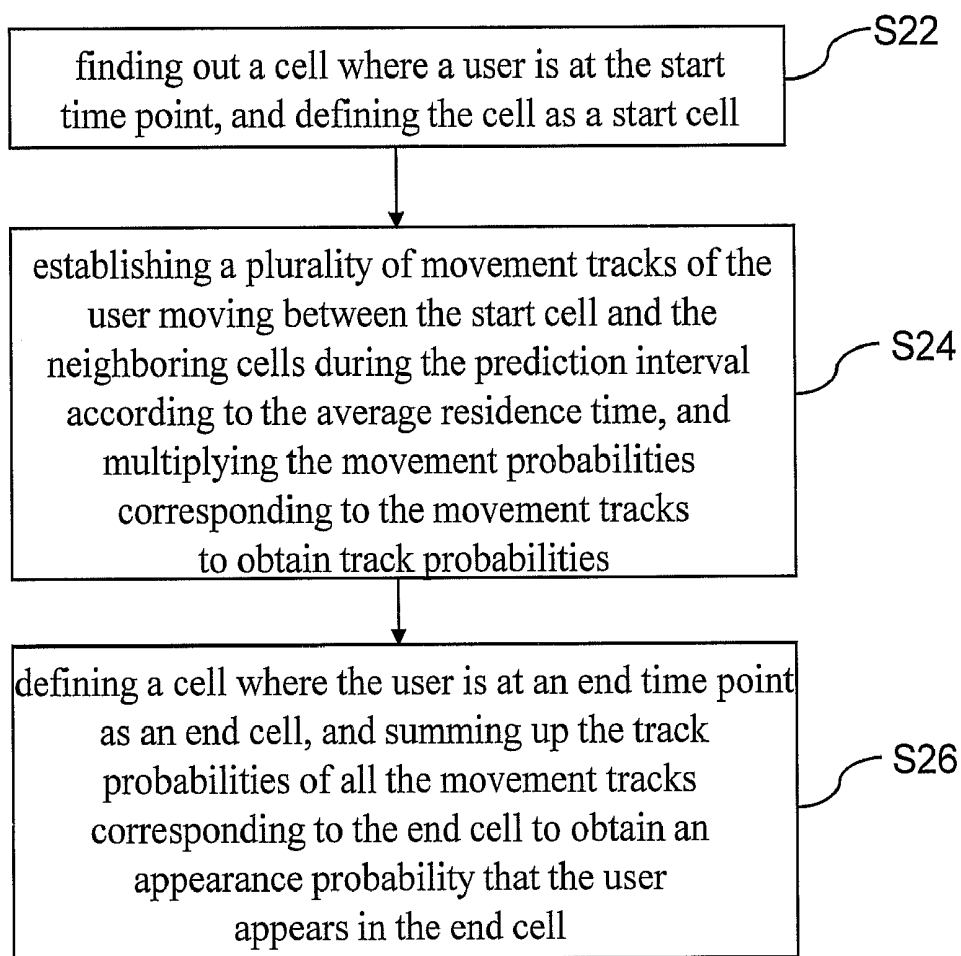 S22
finding out a cell where a user is at the start
time point, and defining the cell as a start cell
establishing a plurality of movement tracks of the
user moving between the start cell and the
neighboring cells during the prediction interval
according to the average residence time, and
multiplying the movement probabilities
corresponding to the movement tracks
to obtain track probabilities
S24
defining a cell where the user is at an end time point
as an end cell, and summing up the track
probabilities of all the movement tracks
corresponding to the end cell to obtain an
appearance probability that the user
appears in the end cell
S26